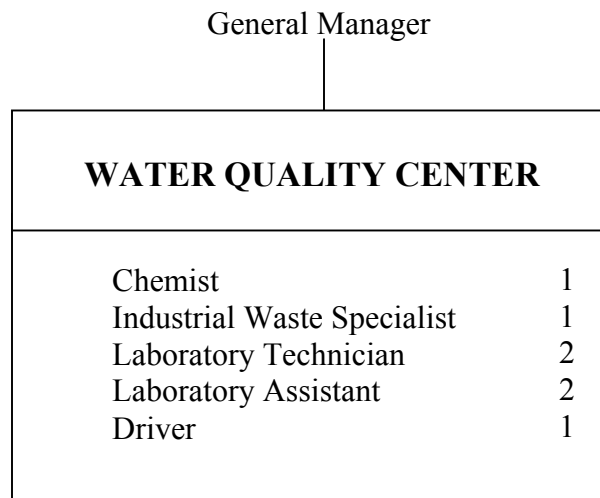 General Manager
WATER QUALITY CENTER
Chemist 1
Industrial Waste Specialist 1
Laboratory Technician 2
Laboratory Assistant 2
Driver 1